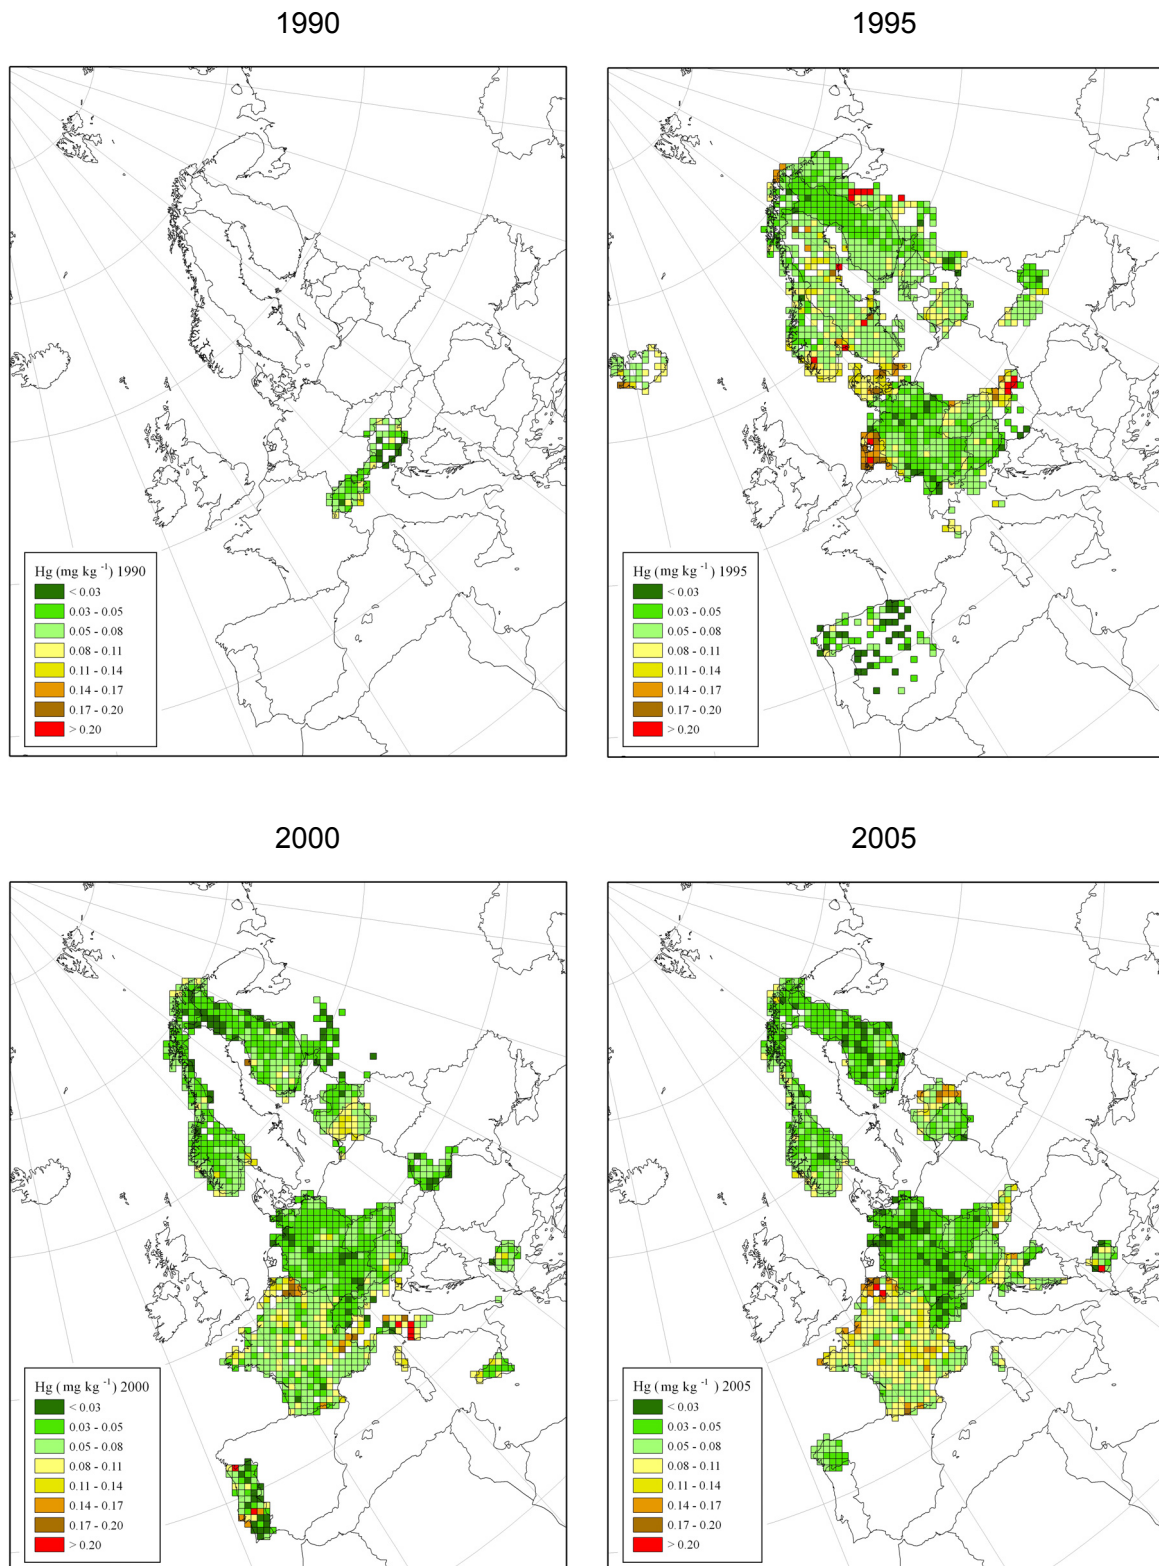 1990
1995
Hg (mg kg ⁻¹) 1990
< 0.03
0.03 - 0.05
0.05 - 0.08
0.08 - 0.11
0.11 - 0.14
0.14 - 0.17
0.17 - 0.20
> 0.20
Hg (mg kg ⁻¹) 1995
< 0.03
0.03 - 0.05
0.05 - 0.08
0.08 - 0.11
0.11 - 0.14
0.14 - 0.17
0.17 - 0.20
> 0.20
2000
2005
Hg (mg kg ⁻¹) 2000
< 0.03
0.03 - 0.05
0.05 - 0.08
0.08 - 0.11
0.11 - 0.14
0.14 - 0.17
0.17 - 0.20
> 0.20
Hg (mg kg ⁻¹) 2005
< 0.03
0.03 - 0.05
0.05 - 0.08
0.08 - 0.11
0.11 - 0.14
0.14 - 0.17
0.17 - 0.20
> 0.20